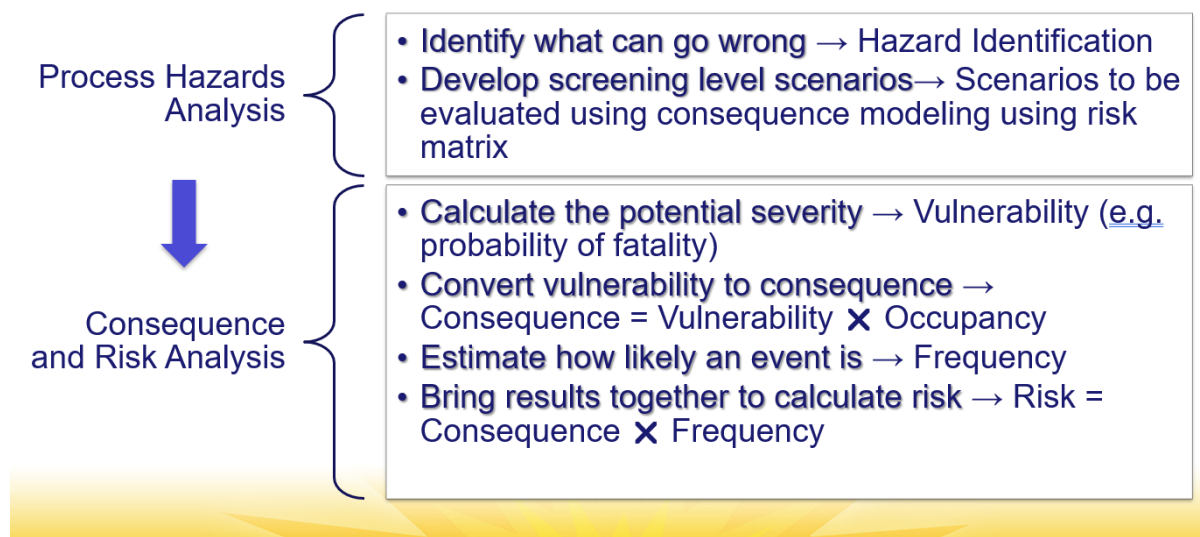 Process Hazards
Analysis
• Identify what can go wrong → Hazard Identification
• Develop screening level scenarios→ Scenarios to be
evaluated using consequence modeling using risk
matrix
Consequence
and Risk Analysis
• Calculate the potential severity → Vulnerability (e.g.
probability of fatality)
• Convert vulnerability to consequence →
Consequence = Vulnerability × Occupancy
• Estimate how likely an event is → Frequency
• Bring results together to calculate risk → Risk =
Consequence × Frequency